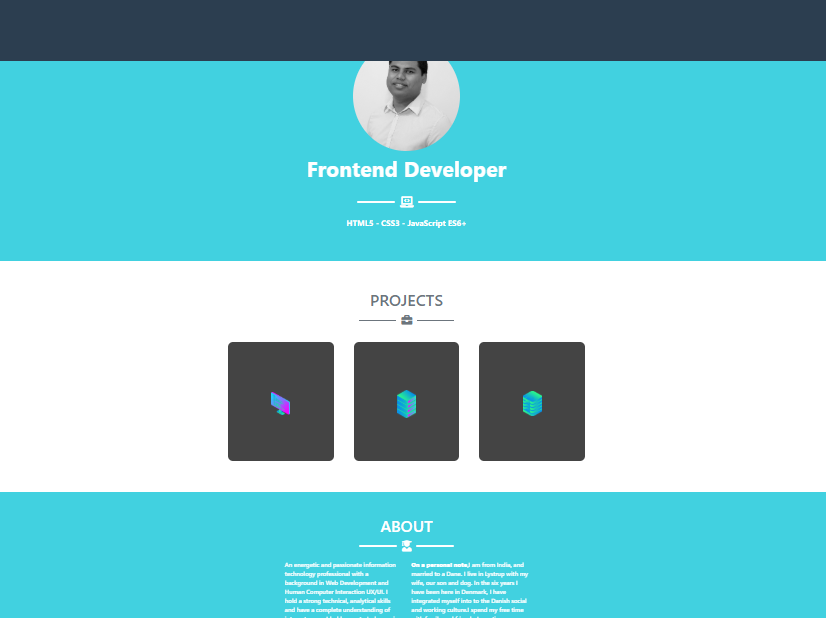 Frontend Developer
HTML5 - CSS3 - JavaScript ES6+
PROJECTS
ABOUT
An energetic and passionate information
technology professional with a
background in Web Development and
Human Computer Interaction UX/UI. I
hold a strong technical, analytical skills
and have a complete understanding of
On a personal note,I am from India, and
married to a Dane. I live in Lystrup with my
wife, our son and dog. In the six years I
have been here in Denmark, I have
integrated myself into to the Danish social
and working culture.I spend my free time